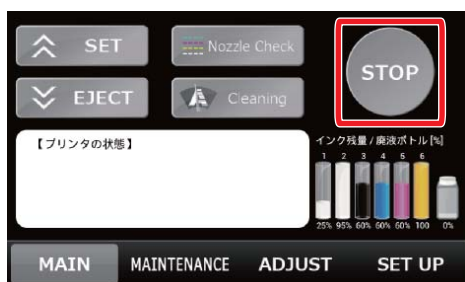 SET
Nozzle Check
STOP
EJECT
Cleaning
【プリンタの状態】
インク残量/廃液ボトル[%]
1 2 3 4 5 6
25% 95% 60% 60% 60% 100 0%
MAIN MAINTENANCE ADJUST SET UP